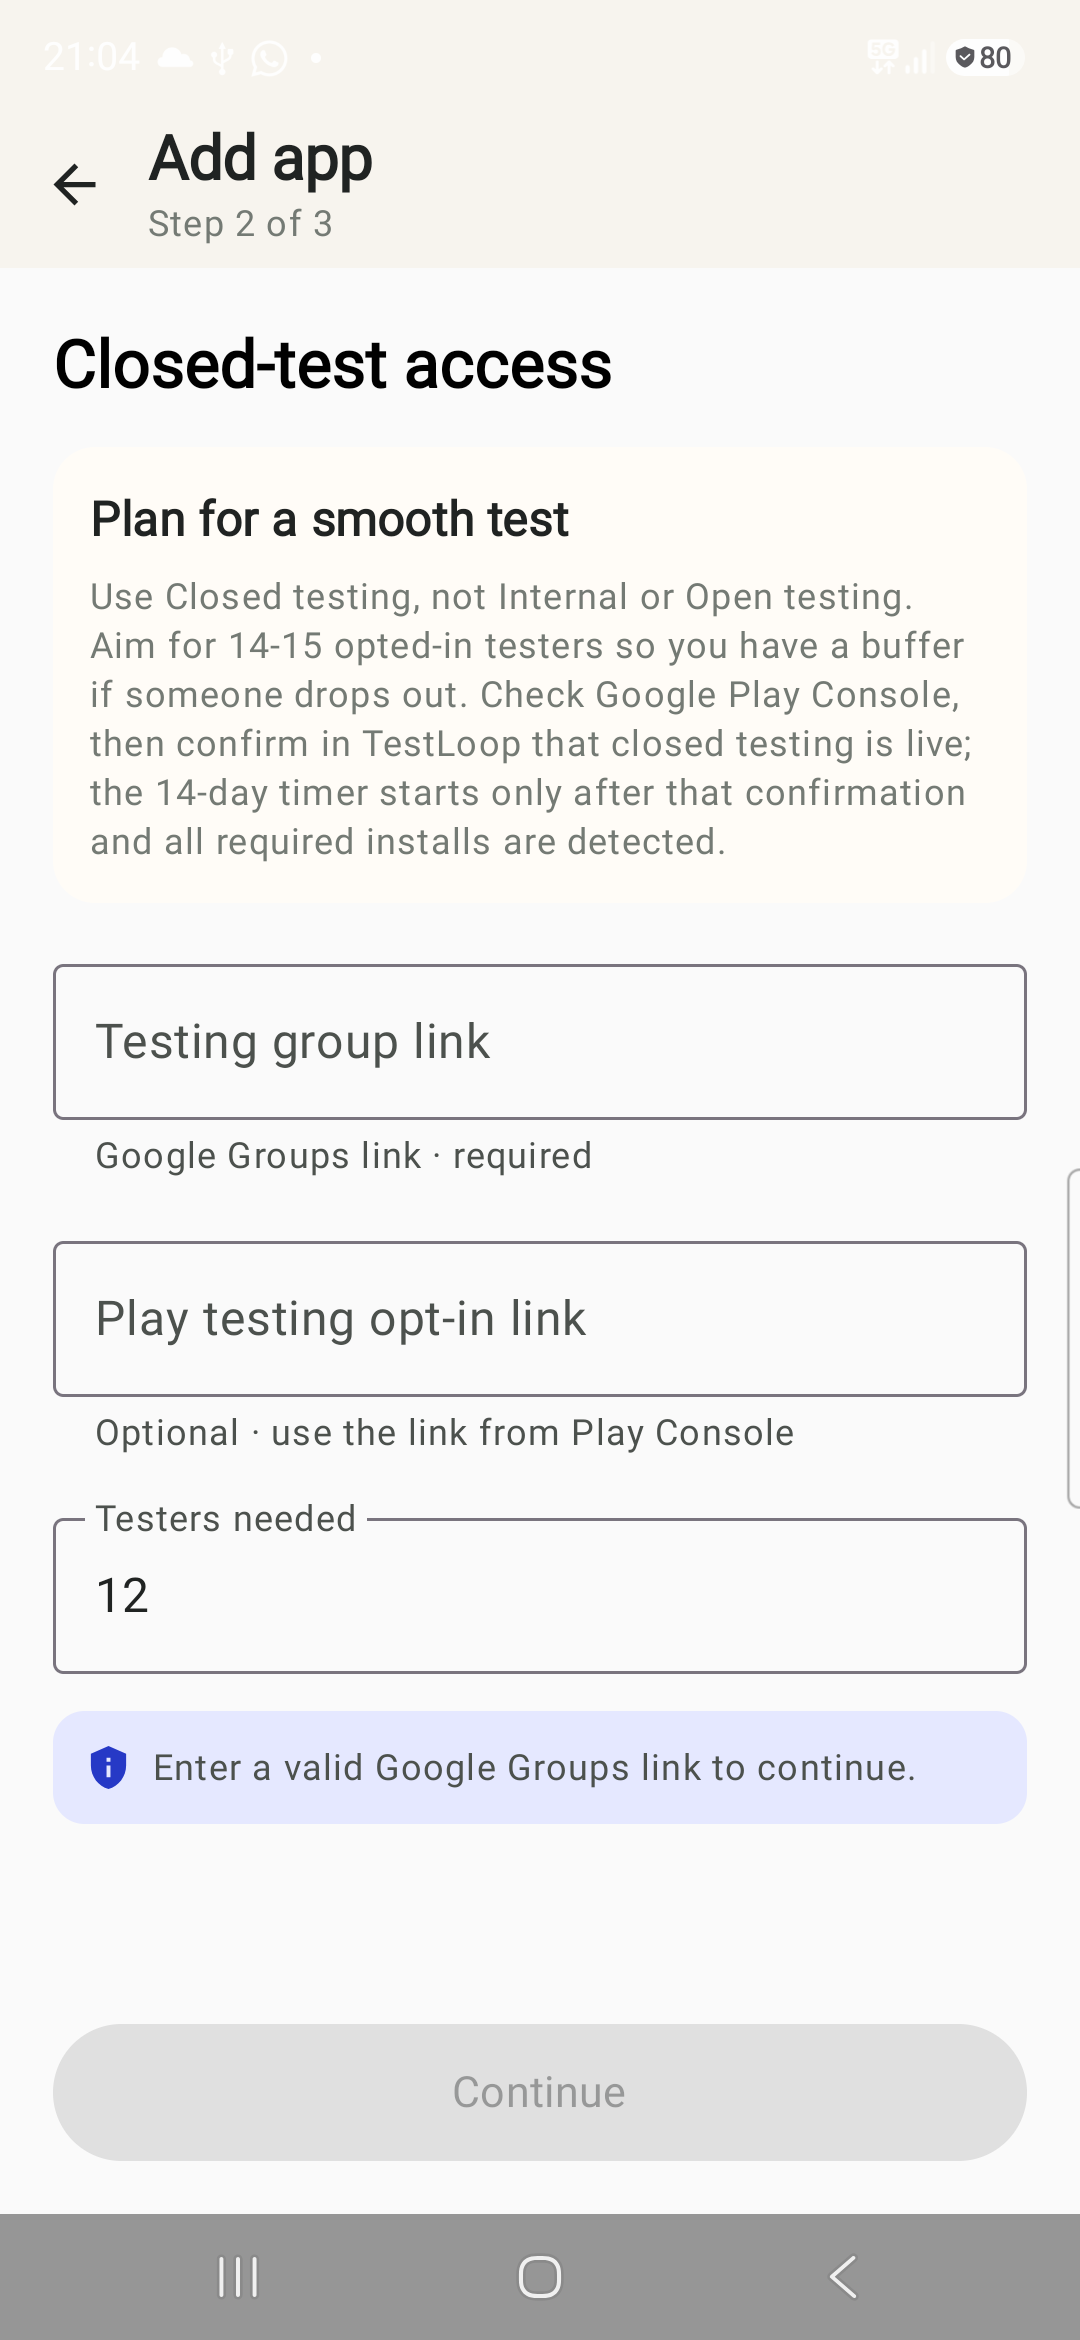 21:04
5G
80
Add app
Step 2 of 3
Closed-test access
Plan for a smooth test
Use Closed testing, not Internal or Open testing.
Aim for 14-15 opted-in testers so you have a buffer
if someone drops out. Check Google Play Console,
then confirm in TestLoop that closed testing is live;
the 14-day timer starts only after that confirmation
and all required installs are detected.
Testing group link
Google Groups link · required
Play testing opt-in link
Optional · use the link from Play Console
Testers needed
12
Enter a valid Google Groups link to continue.
Continue